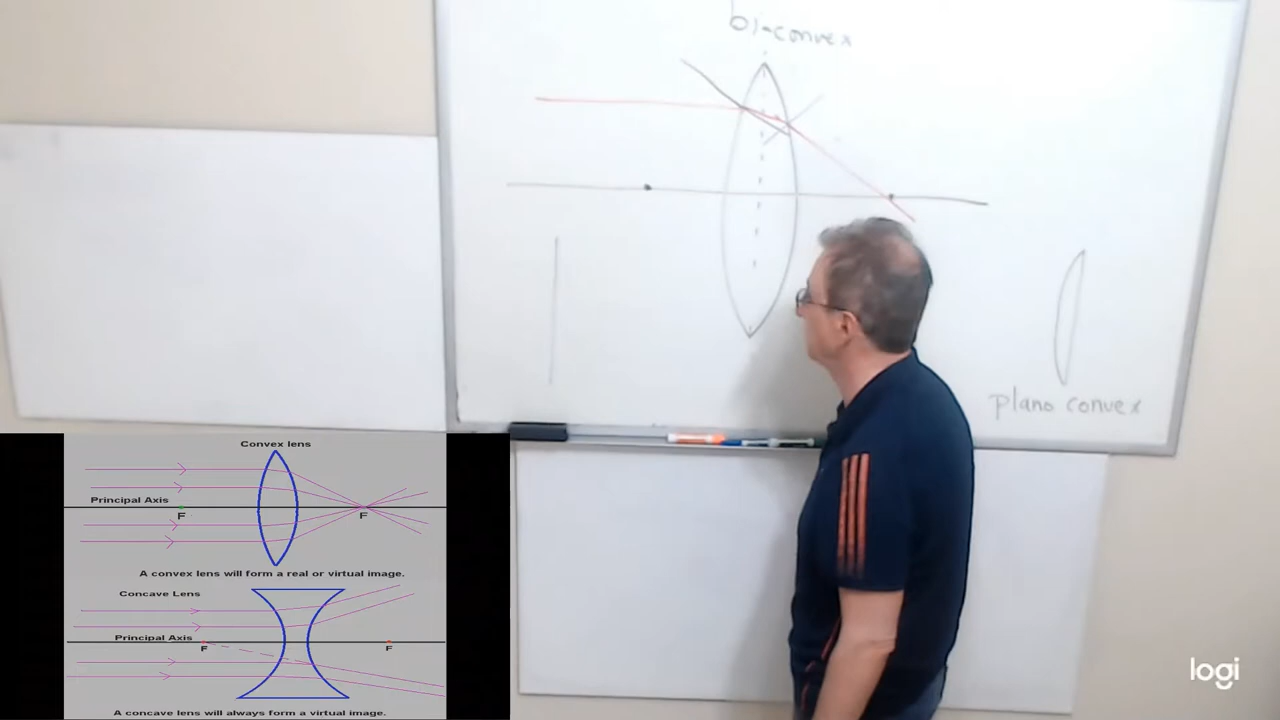 bi-convex
plano convex
Convex lens
Principal Axis
F
F
A convex lens will form a real or virtual image.
Concave Lens
Principal Axis
F
F
A concave lens will always form a virtual image.
logi